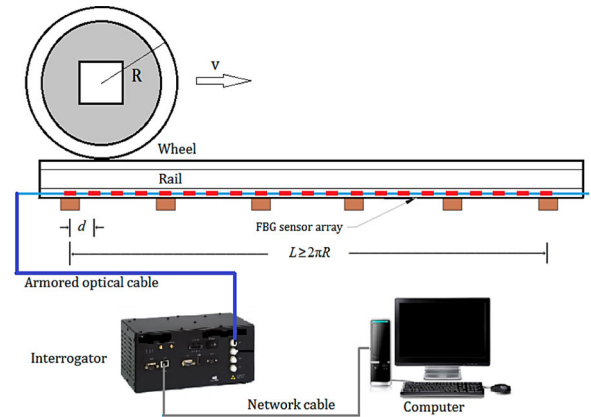 R
v
Wheel
Rail
d
FBG sensor array
L ≥ 2πR
Armored optical cable
Interrogator
Network cable
Computer